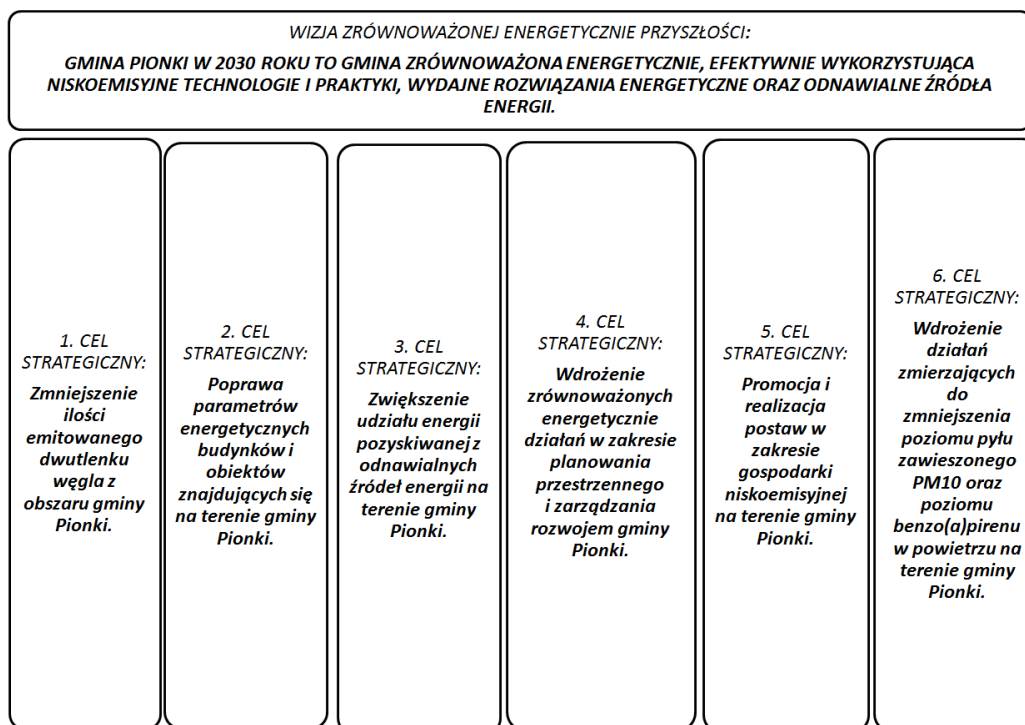 WIZJA ZRÓWNOWAŻONEJ ENERGETYCZNIE PRZYSZŁOŚCI:
GMINA PIONKI W 2030 ROKU TO GMINA ZRÓWNOWAŻONA ENERGETYCZNIE, EFEKTYWNIE WYKORZYSTUJĄCA
NISKOEMISYJNE TECHNOLOGIE I PRAKTYKI, WYDAJNE ROZWIĄZANIA ENERGETYCZNE ORAZ ODNAWIALNE ŹRÓDŁA
ENERGII.
1. CEL
STRATEGICZNY:
Zmniejszenie
ilości
emitowanego
dwutlenku
węgla z
obszaru gminy
Pionki.
2. CEL
STRATEGICZNY:
Poprawa
parametrów
energetycznych
budynków i
obiektów
znajdujących się
na terenie gminy
Pionki.
3. CEL
STRATEGICZNY:
Zwiększenie
udziału energii
pozyskiwanej z
odnawialnych
źródeł energii na
terenie gminy
Pionki.
4. CEL
STRATEGICZNY:
Wdrożenie
zrównoważonych
energetycznie
działań w zakresie
planowania
przestrzennego
i zarządzania
rozwojem gminy
Pionki.
5. CEL
STRATEGICZNY:
Promocja i
realizacja
postaw w
zakresie
gospodarki
niskoemisyjnej
na terenie gminy
Pionki.
6. CEL
STRATEGICZNY:
Wdrożenie
działań
zmierzających
do
zmniejszenia
poziomu pyłu
zawieszonego
PM10 oraz
poziomu
benzo(a)pirenu
w powietrzu na
terenie gminy
Pionki.